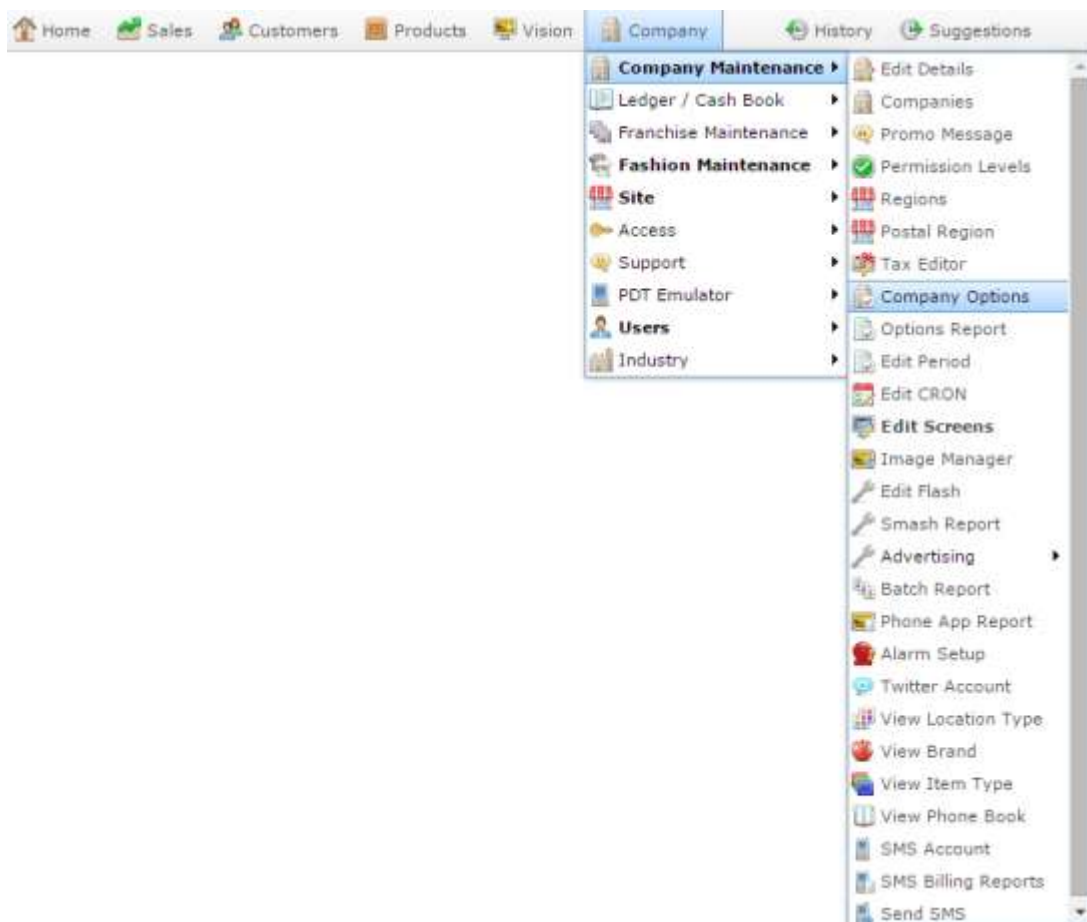 Home Sales Customers Products Vision Company History Suggestions
Company Maintenance
Ledger / Cash Book
Franchise Maintenance
Fashion Maintenance
Site
Access
Support
PDT Emulator
Users
Industry
Edit Details
Companies
Promo Message
Permission Levels
Regions
Postal Region
Tax Editor
Company Options
Options Report
Edit Period
Edit CRON
Edit Screens
Image Manager
Edit Flash
Smash Report
Advertising
Batch Report
Phone App Report
Alarm Setup
Twitter Account
View Location Type
View Brand
View Item Type
View Phone Book
SMS Account
SMS Billing Reports
Send SMS